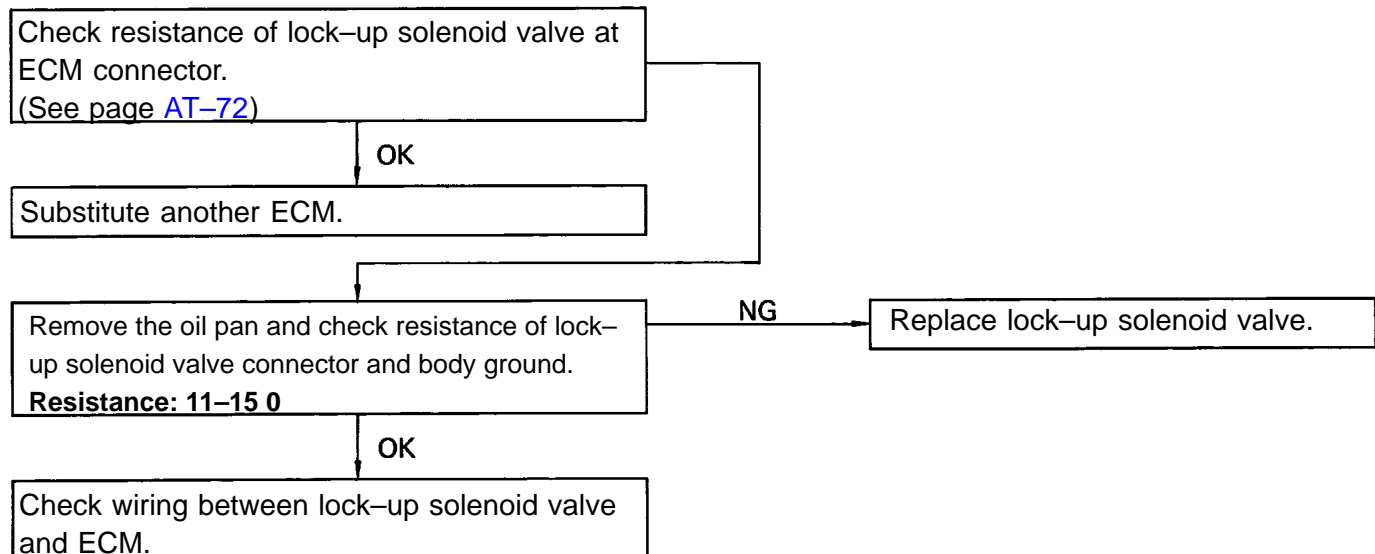 Check resistance of lock–up solenoid valve at
ECM connector.
(See page AT–72)
OK
Substitute another ECM.
Remove the oil pan and check resistance of lock–
up solenoid valve connector and body ground.
Resistance: 11–15 0
NG
Replace lock–up solenoid valve.
OK
Check wiring between lock–up solenoid valve
and ECM.